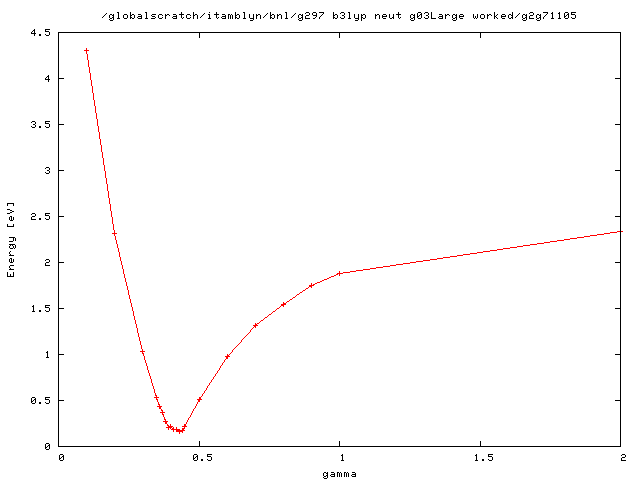 /globalscratch/itamblyn/bnl/g297 b3lyp neut g03Large worked/g2g71105
4.5
4
3.5
3
2.5
2
1.5
1
0.5
0
Energy [eV]
0 0.5 1 1.5 2
gamma